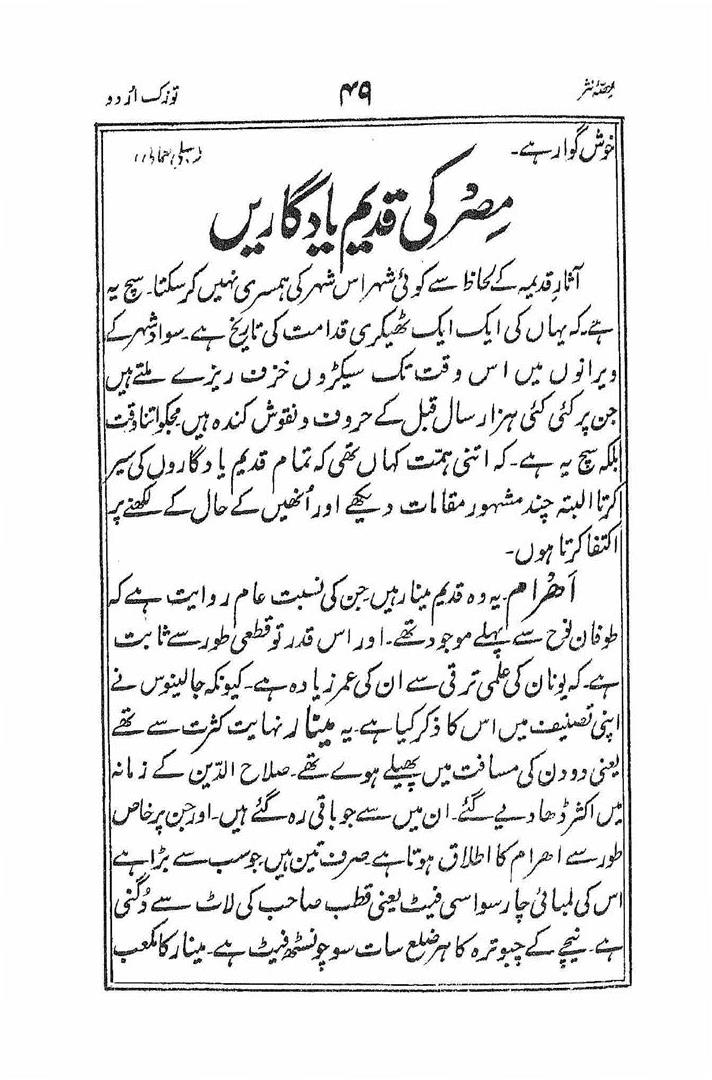 حصۂ نثر ۴۹ توزک اُردو
خوش گوار ہے۔
مِصْر کی قدیم یادگاریں
آثارِ قدیمہ کے لحاظ سے کوئی شہر اس شہر کی ہمسری نہیں کر سکتا۔ سچ یہ
ہے۔ کہ یہاں کی ایک ایک ٹھیکری قدامت کی تاریخ ہے۔ سوادِ شہر کے
ویرانوں میں اس وقت تک سیکڑوں خزف ریزے ملتے ہیں
جن پر کئی کئی ہزار سال قبل کے حروف و نقوش کندہ ہیں۔ مجکو اتنا وقت
بلکہ سچ یہ ہے۔ کہ اتنی ہمّت کہاں تھی کہ تمام قدیم یادگاروں کی سیر
کرتا البتہ چند مشہور مقامات دیکھے اور اُنھیں کے حال کے لکھنے پر
اکتفا کرتا ہوں۔
اَھْرام۔ یہ وہ قدیم مینار ہیں جن کی نسبت عام روایت ہے کہ
طوفانِ نوح سے پہلے موجود تھے۔ اور اس قدر تو قطعی طور سے ثابت
ہے۔ کہ یونان کی علمی ترقی سے ان کی عمر زیادہ ہے۔ کیونکہ جالینوس نے
اپنی تصنیف میں اس کا ذکر کیا ہے۔ یہ مینار نہایت کثرت سے تھے
یعنی دو دن کی مسافت میں پھیلے ہوے تھے۔ صلاح الدّین کے زمانہ
میں اکثر ڈھا دیے گئے۔ ان میں سے جو باقی رہ گئے ہیں۔ اور جن پر خاص
طور سے اھرام کا اطلاق ہوتا ہے صرف تین ہیں جو سب سے بڑا ہے
اس کی لمبائی چار سو اسی فیٹ یعنی قطب صاحب کی لاٹ سے دُگنی
ہے۔ نیچے کے چبوترہ کا ہر ضلع سات سو چونسٹھ فیٹ ہے۔ مینار کا مکعب